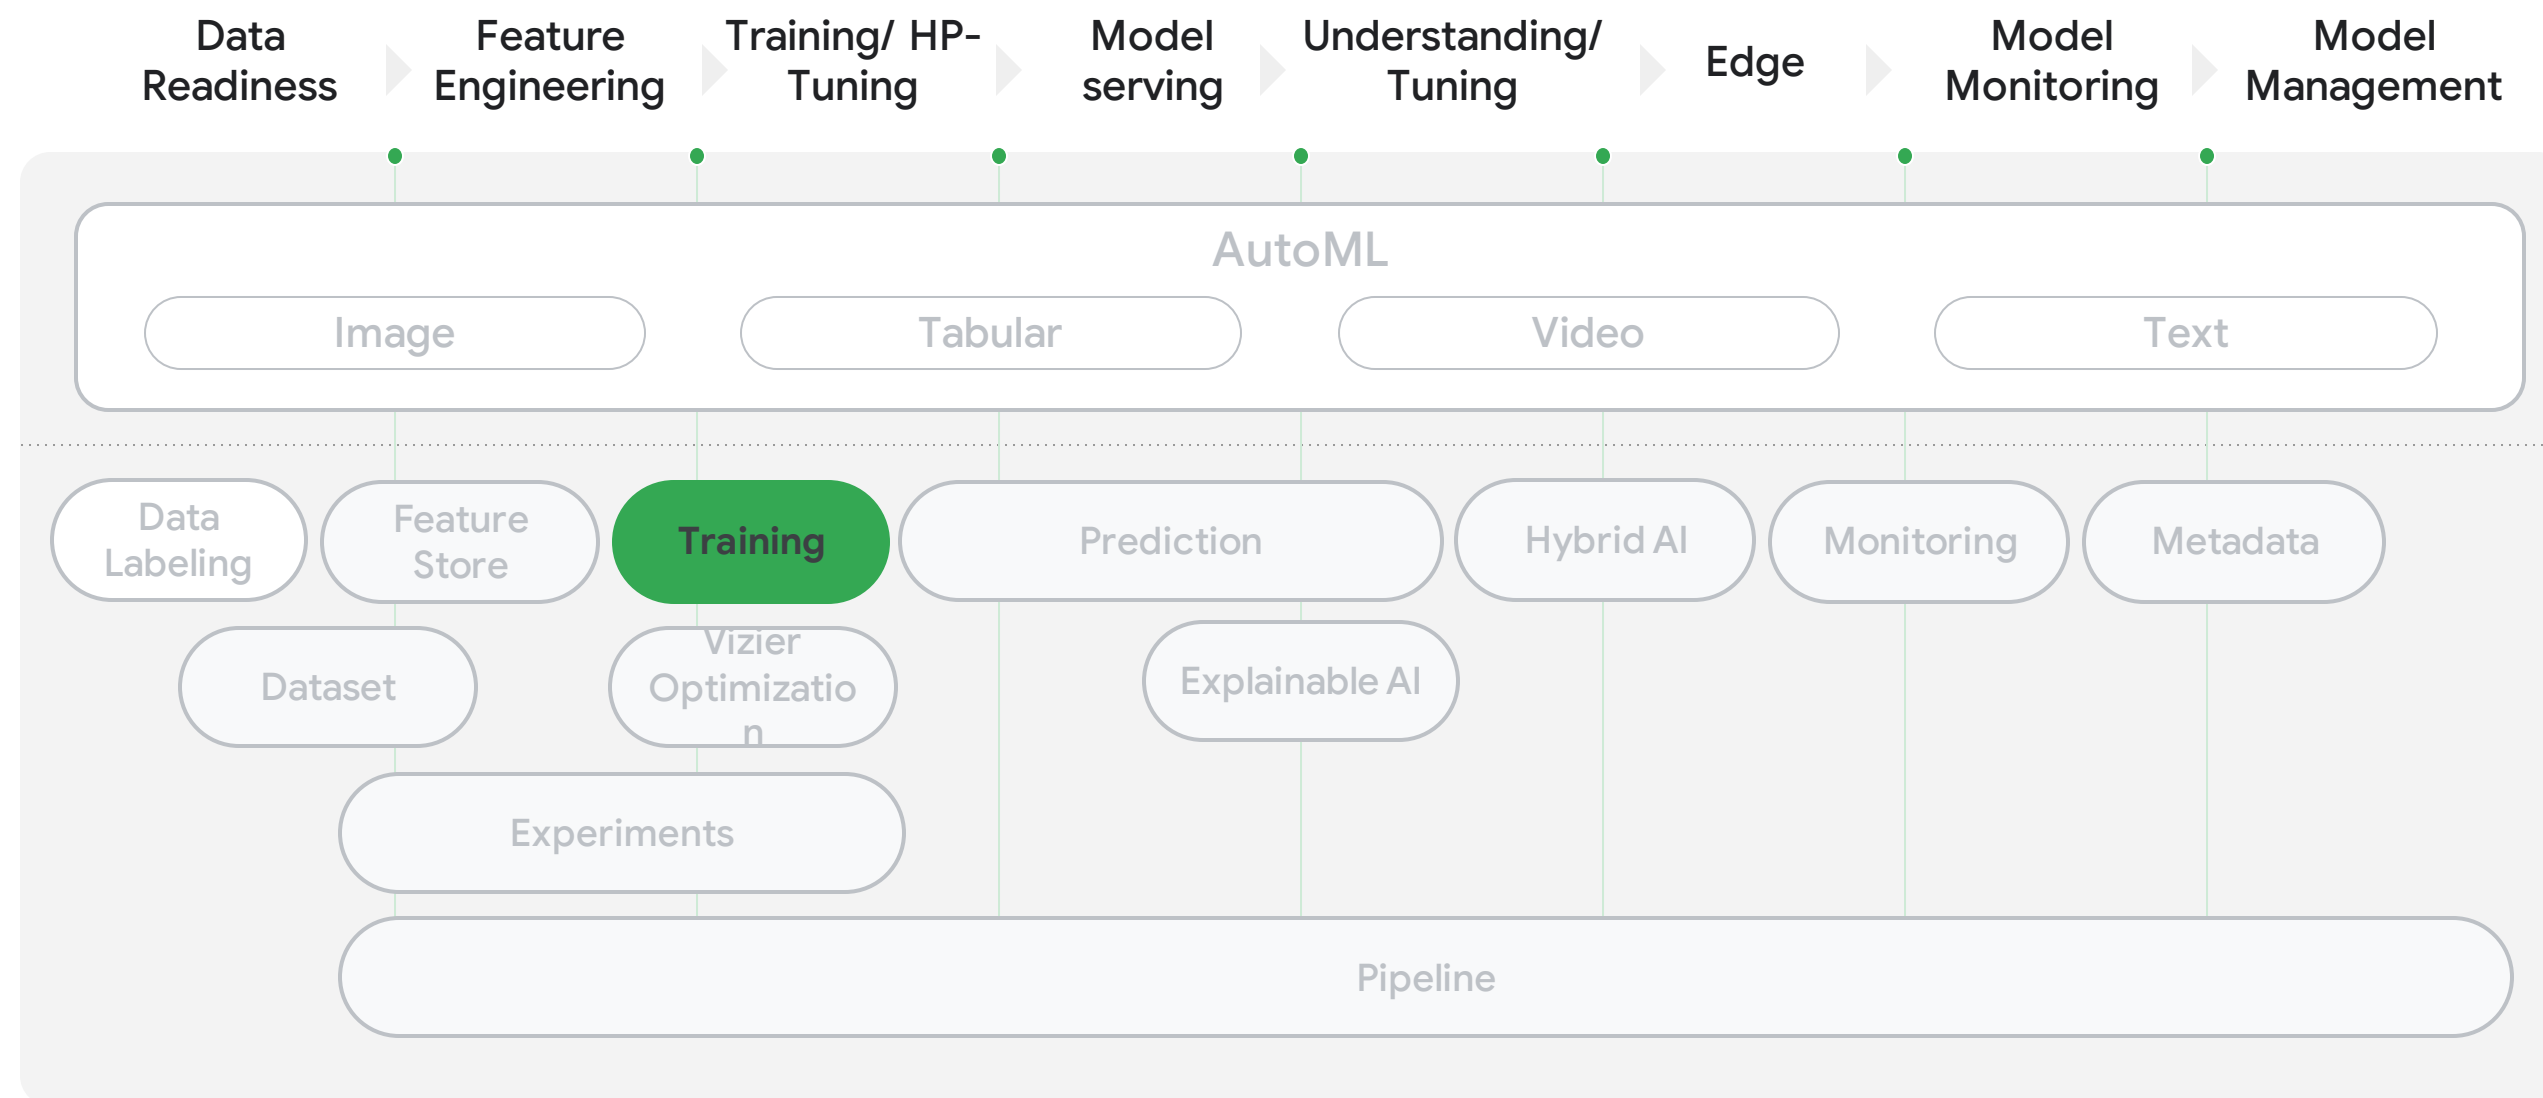 Data
Readiness
Feature
Engineering
Training/ HP-
Tuning
Model
serving
Understanding/
Tuning
Edge
Model
Monitoring
Model
Management
AutoML
Image
Tabular
Video
Text
Data
Labeling
Feature
Store
Training
Prediction
Hybrid AI
Monitoring
Metadata
Dataset
Vizier
Optimizatio
n
Explainable AI
Experiments
Pipeline